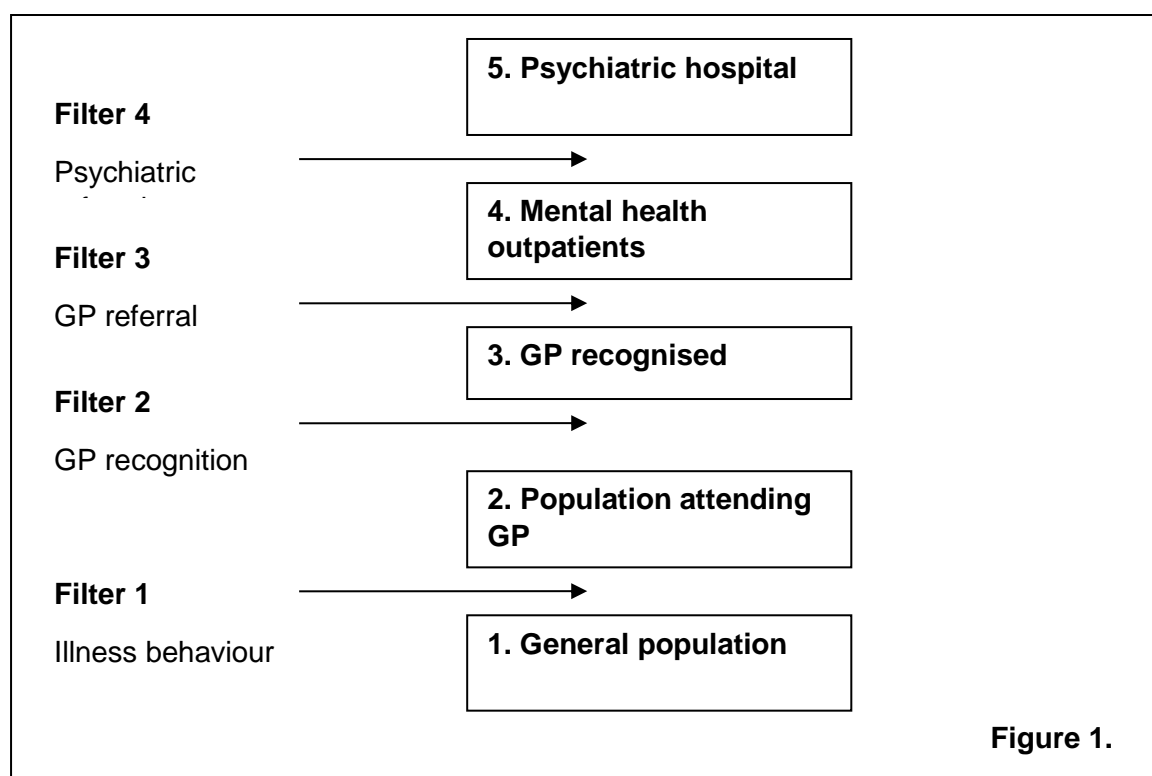 5. Psychiatric hospital
Filter 4
Psychiatric
4. Mental health
outpatients
Filter 3
GP referral
3. GP recognised
Filter 2
GP recognition
2. Population attending
GP
Filter 1
Illness behaviour
1. General population
Figure 1.